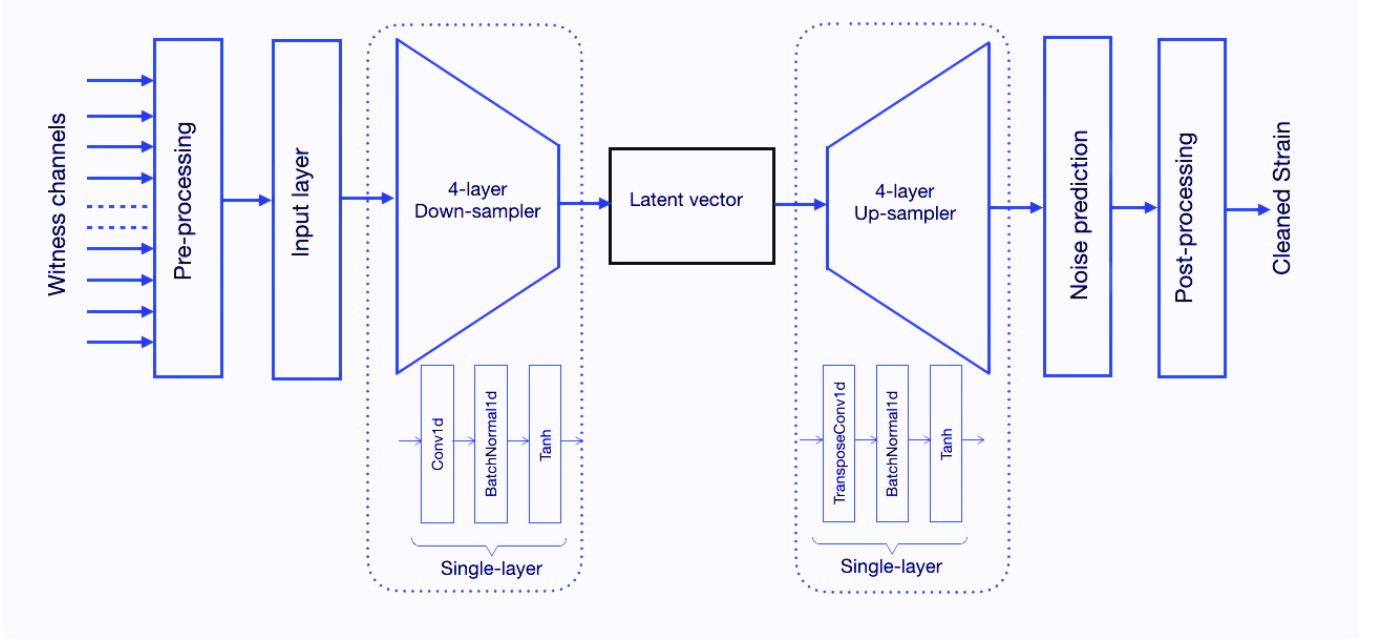 Witness channels
Pre-processing
Input layer
4-layer
Down-sampler
Conv1d
BatchNormal1d
Tanh
Single-layer
Latent vector
4-layer
Up-sampler
TransposeConv1d
BatchNormal1d
Tanh
Single-layer
Noise prediction
Post-processing
Cleaned Strain